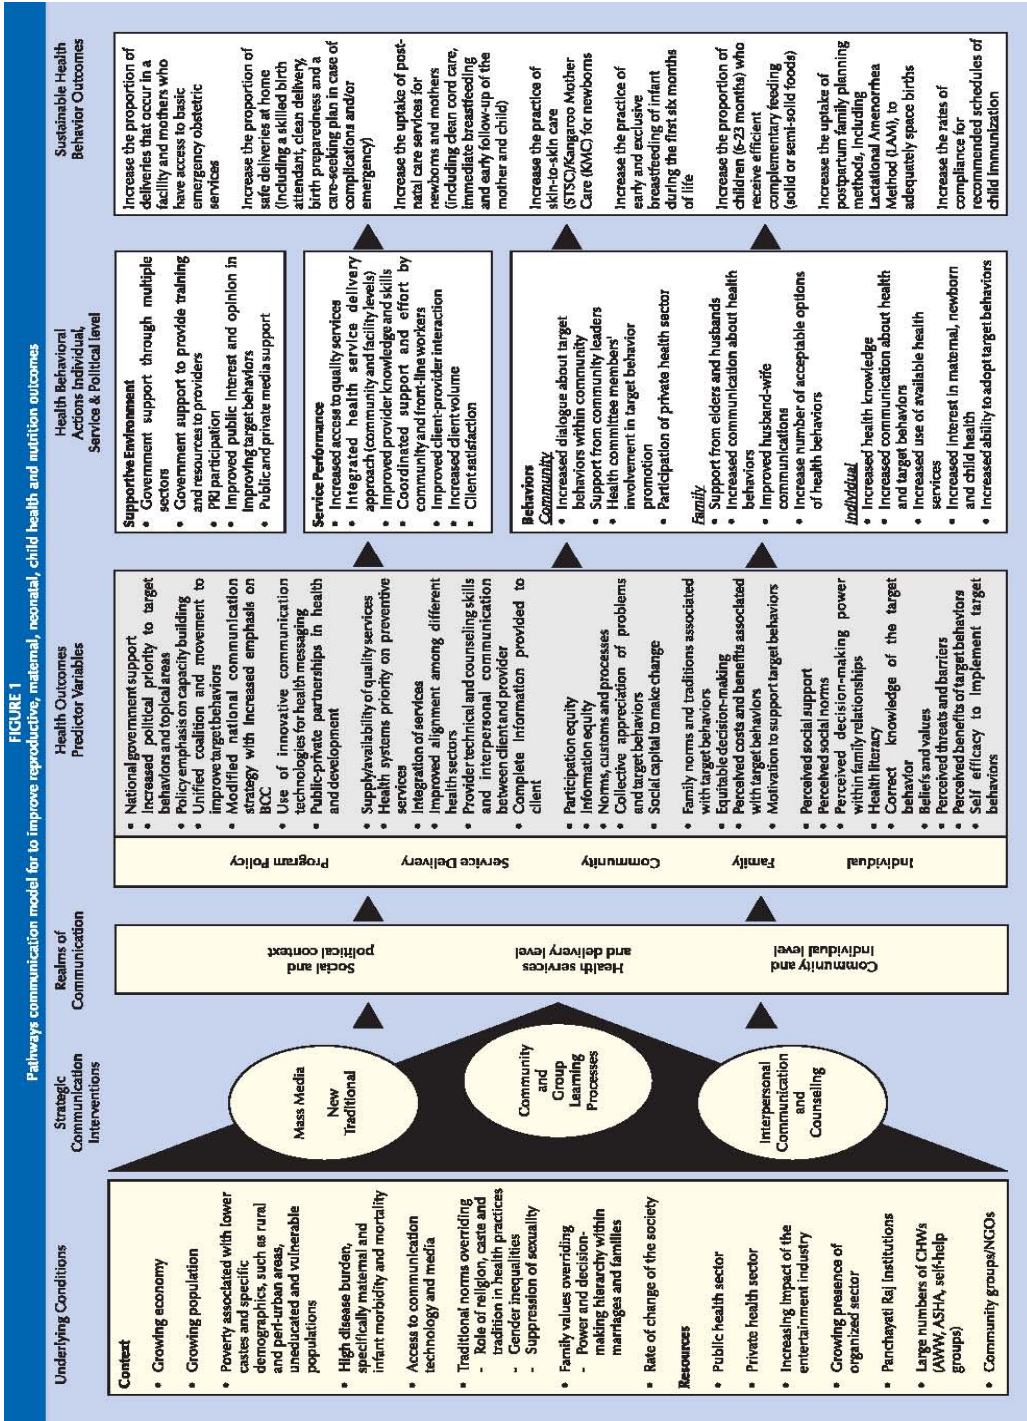 FIGURE 1
Pathways communication model for to improve reproductive, maternal, neonatal, child health and nutrition outcomes
Underlying Conditions
Strategic
Communication
Interventions
Realms of
Communication
Health Outcomes
Predictor Variables
Health Behavioral
Actions Individual,
Service & Political level
Sustainable Health
Behavior Outcomes
Context
• Growing economy
• Growing population
• Poverty associated with lower
castes and specific
demographics, such as rural
and peri-urban areas,
uneducated and vulnerable
populations
• High disease burden,
specifically maternal and
infant morbidity and mortality
• Access to communication
technology and media
• Traditional norms overriding
- Role of religion, caste and
tradition in health practices
- Gender inequalities
- Suppression of sexuality
• Family values overriding
- Power and decision-
making hierarchy within
marriages and families
• Rate of change of the society
Resources
• Public health sector
• Private health sector
• Increasing impact of the
entertainment industry
• Growing presence of
organized sector
• Panchayati Raj Institutions
• Large numbers of CHWs
(AWW, ASHA, self-help
groups)
• Community groups/NGOs
Mass Media
New
Traditional
Community
and
Group
Learning
Processes
Interpersonal
Communication
and
Counseling
Social and
political context
Health services
and delivery level
Community and
Individual level
Program Policy
Service Delivery
Community
Family
Individual
• National government support
• Increased political priority to target
behaviors and topical areas
• Policy emphasis on capacity building
• Unified coalition and movement to
improve target behaviors
• Modified national communication
strategy with Increased emphasis on
BCC
• Use of innovative communication
technologies for health messaging
• Public-private partnerships in health
and development
• Supply/availability of quality services
• Health systems priority on preventive
services
• Integration of services
• Improved alignment among different
health sectors
• Provider technical and counseling skills
and interpersonal communication
between client and provider
• Complete Information provided to
client
• Participation equity
• Information equity
• Norms, customs and processes
• Collective appreciation of problems
and target behaviors
• Social capital to make change
• Family norms and traditions associated
with target behaviors
• Equitable decision-making
• Perceived costs and benefits associated
with target behaviors
• Motivation to support target behaviors
• Perceived social support
• Perceived social norms
• Perceived decision-making power
within family relationships
• Health literacy
• Correct knowledge of the target
behavior
• Beliefs and values
• Perceived threats and barriers
• Perceived benefits of target behaviors
• Self efficacy to Implement target
behaviors
Supportive Environment
• Government support through multiple
sectors
• Government support to provide training
and resources to providers
• PRI participation
• Improved public Interest and opinion in
Improving target behaviors
• Public and private media support
Service Performance
• Increased access to quality services
• Integrated health service delivery
approach (community and facility levels)
• Improved provider knowledge and skills
• Coordinated support and effort by
community and front-line workers
• Improved client-provider interaction
• Increased client volume
• Client satisfaction
Behaviors
Community
• Increased dialogue about target
behaviors within community
• Support from community leaders
• Health committee members'
involvement in target behavior
promotion
• Participation of private health sector
Family
• Support from elders and husbands
• Increased communication about health
behaviors
• Improved husband-wife
communications
• Increase number of acceptable options
of health behaviors
Individual
• Increased health knowledge
• Increased communication about health
and target behaviors
• Increased use of available health
services
• Increased interest in maternal, newborn
and child health
• Increased ability to adopt target behaviors
Increase the proportion of
deliveries that occur in a
facility and mothers who
have access to basic
emergency obstetric
services
Increase the proportion of
safe deliveries at home
(including a skilled birth
attendant, clean delivery,
birth preparedness and a
care-seeking plan in case of
complications and/or
emergency)
Increase the uptake of post-
natal care services for
newborns and mothers
(including clean cord care,
immediate breastfeeding
and early follow-up of the
mother and child)
Increase the practice of
skin-to-skin care
(STSC)/Kangaroo Mother
Care (KMC) for newborns
Increase the practice of
early and exclusive
breastfeeding of infant
during the first six months
of life
Increase the proportion of
children (6-23 months) who
receive efficient
complementary feeding
(solid or semi-solid foods)
Increase the uptake of
postpartum family planning
methods, Including
Lactational Amenorrhea
Method (LAM), to
adequately space births
Increase the rates of
compliance for
recommended schedules of
child immunization